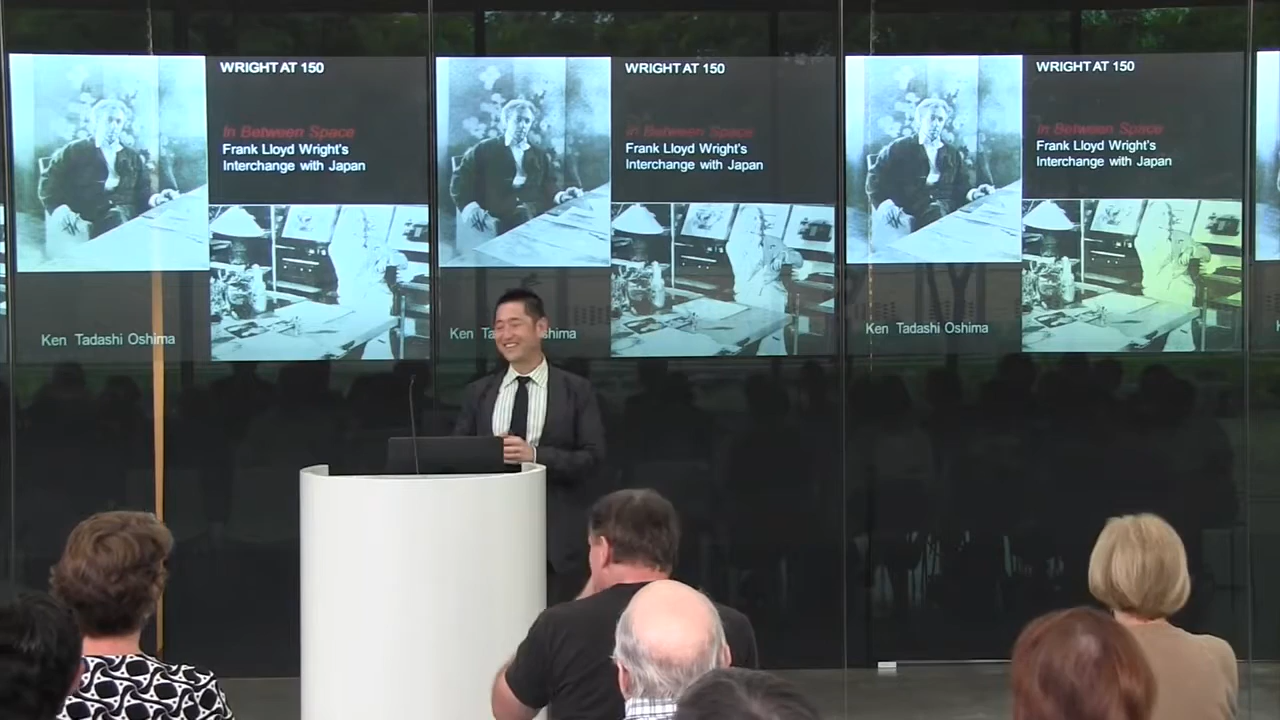 WRIGHT AT 150
In Between Space
Frank Lloyd Wright's
Interchange with Japan
Ken Tadashi Oshima
WRIGHT AT 150
In Between Space
Frank Lloyd Wright's
Interchange with Japan
Ken Ta shima
WRIGHT AT 150
In Between Space
Frank Lloyd Wright's
Interchange with Japan
Ken Tadashi Oshima